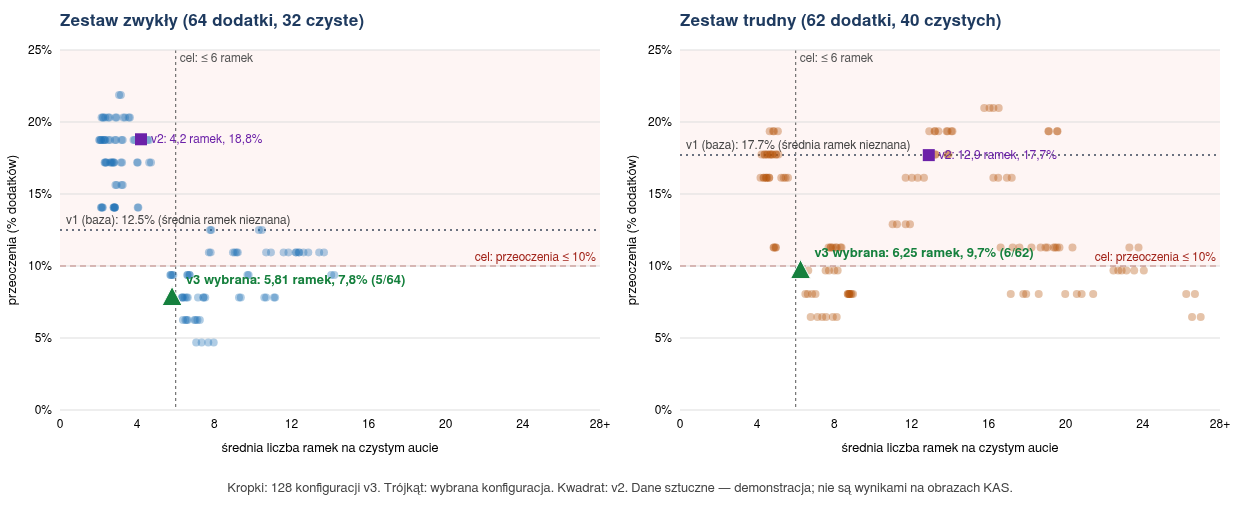 Zestaw zwykły (64 dodatki, 32 czyste)
25%
20%
15%
10%
5%
0%
przeoczenia (% dodatków)
cel: ≤ 6 ramek
v2: 4,2 ramek, 18,8%
v1 (baza): 12.5% (średnia ramek nieznana)
cel: przeoczenia ≤ 10%
v3 wybrana: 5,81 ramek, 7,8% (5/64)
0 4 8 12 16 20 24 28+
średnia liczba ramek na czystym aucie
Zestaw trudny (62 dodatki, 40 czystych)
25%
20%
15%
10%
5%
0%
przeoczenia (% dodatków)
cel: ≤ 6 ramek
v1 (baza): 17.7% (średnia ramek nieznana)
v2: 12,9 ramek, 17,7%
v3 wybrana: 6,25 ramek, 9,7% (6/62)
cel: przeoczenia ≤ 10%
0 4 8 12 16 20 24 28+
średnia liczba ramek na czystym aucie
Kropki: 128 konfiguracji v3. Trójkąt: wybrana konfiguracja. Kwadrat: v2. Dane sztuczne — demonstracja; nie są wynikami na obrazach KAS.